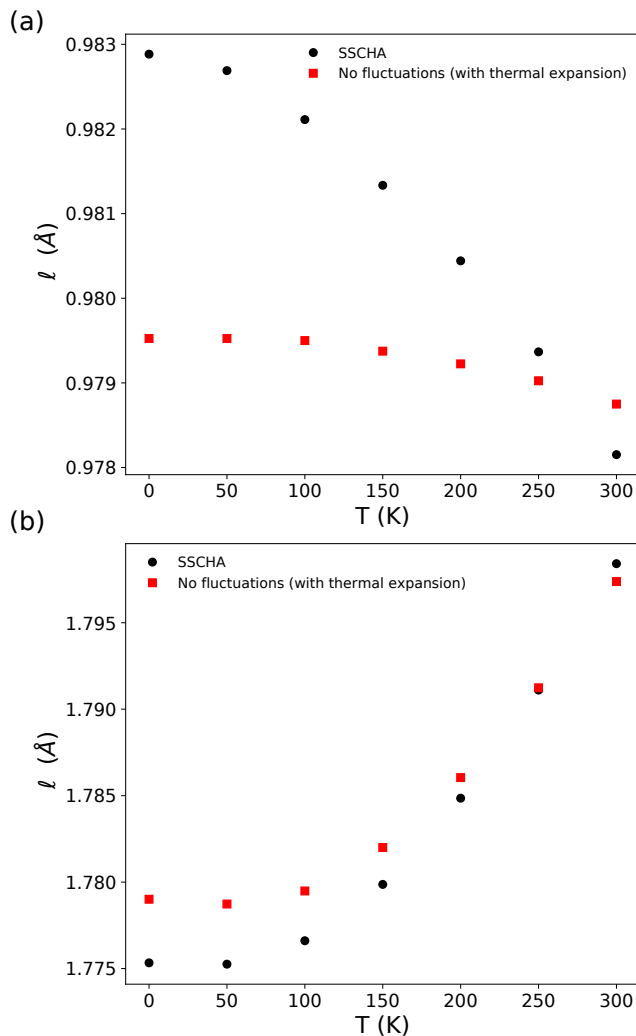 (a)
SSCHA
No fluctuations (with thermal expansion)
0.983
0.982
0.981
0.980
0.979
0.978
ℓ (Å)
0 50 100 150 200 250 300
T (K)
(b)
SSCHA
No fluctuations (with thermal expansion)
1.795
1.790
1.785
1.780
1.775
ℓ (Å)
0 50 100 150 200 250 300
T (K)